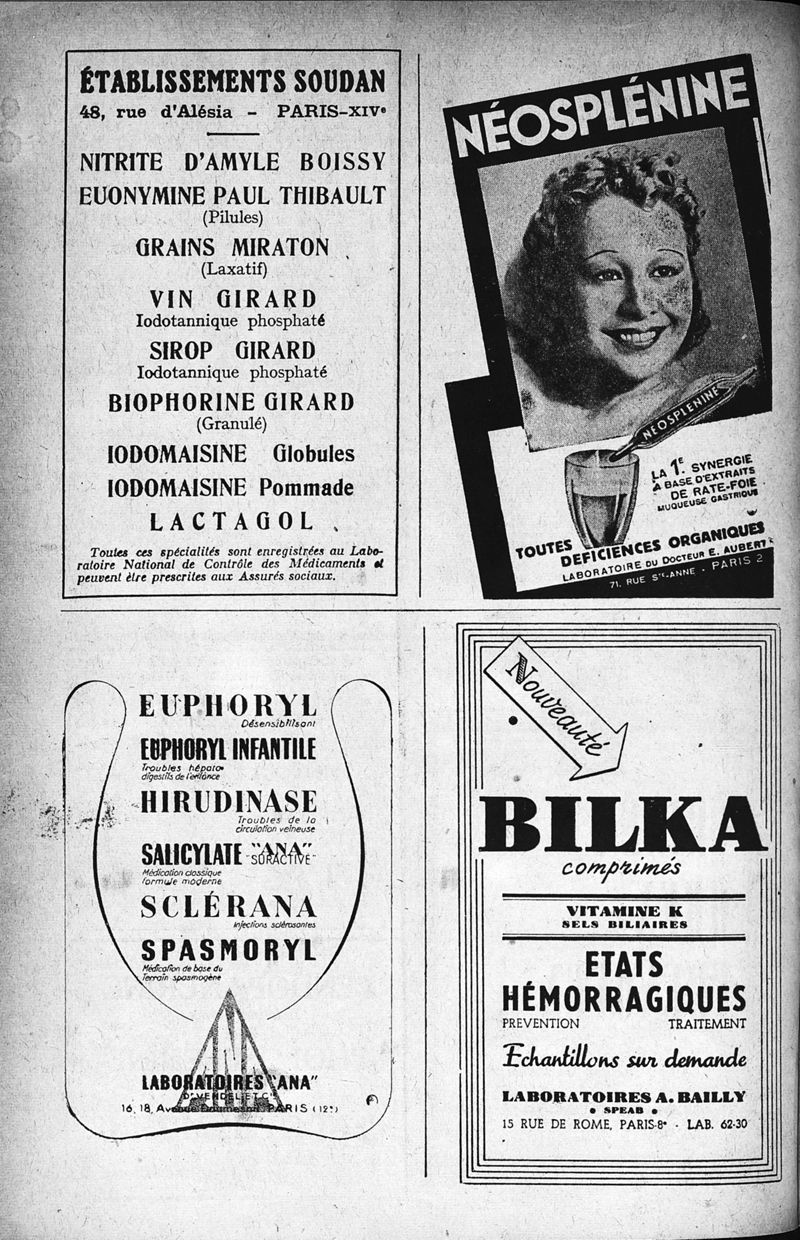 ÉTABLISSEMENTS SOUDAN
48, rue d'Alésia – PARIS-XIVe
NITRITE D'AMYLE BOISSY
EUONYMINE PAUL THIBAULT
(Pilules)
GRAINS MIRATON
(Laxatif)
VIN GIRARD
Iodotannique phosphaté
SIROP GIRARD
Iodotannique phosphaté
BIOPHORINE GIRARD
(Granulé)
IODOMAISINE Globules
IODOMAISINE Pommade
LACTAGOL
Toutes ces spécialités sont enregistrées au Labo-
ratoire National de Contrôle des Médicaments et
peuvent être prescrites aux Assurés sociaux.
NÉOSPLÉNINE
NÉOSPLÉNINE
LA 1E SYNERGIE
A BASE D'EXTRAITS
DE RATE-FOIE
MUQUEUSE GASTRIQUE
TOUTES DEFICIENCES ORGANIQUES
LABORATOIRE DU DOCTEUR E. AUBERT
71, RUE STE-ANNE - PARIS 2
EUPHORYL
Désensibilisant
EUPHORYL INFANTILE
Troubles hépato
digestifs de l'enfance
HIRUDINASE
Troubles de la
circulation veineuse
SALICYLATE "ANA"
"SURACTIVÉ"
Médication classique
formule moderne
SCLÉRANA
Injections sclérosantes
SPASMORYL
Médication de base du
Terrain spasmogène
LABORATOIRES "ANA"
16, 18, Avenue PARIS (12e)
Nouveauté
BILKA
comprimés
VITAMINE K
SELS BILIAIRES
ETATS
HÉMORRAGIQUES
PREVENTION TRAITEMENT
Echantillons sur demande
LABORATOIRES A. BAILLY
• SPEAB •
15 RUE DE ROME, PARIS-8e - LAB. 62-30